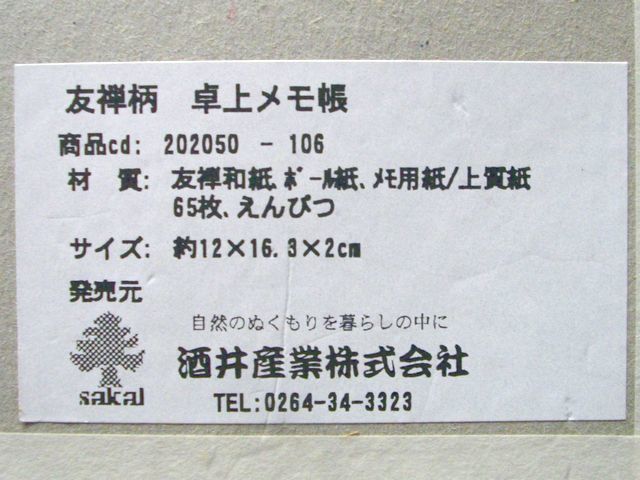 友禅柄　卓上メモ帳
商品cd: 202050 - 106
材　質: 友禅和紙、ﾎﾞｰﾙ紙、ﾒﾓ用紙/上質紙
65枚、えんぴつ
サイズ: 約12×16.3×2cm
発売元
自然のぬくもりを暮らしの中に
酒井産業株式会社
sakai
TEL:0264-34-3323